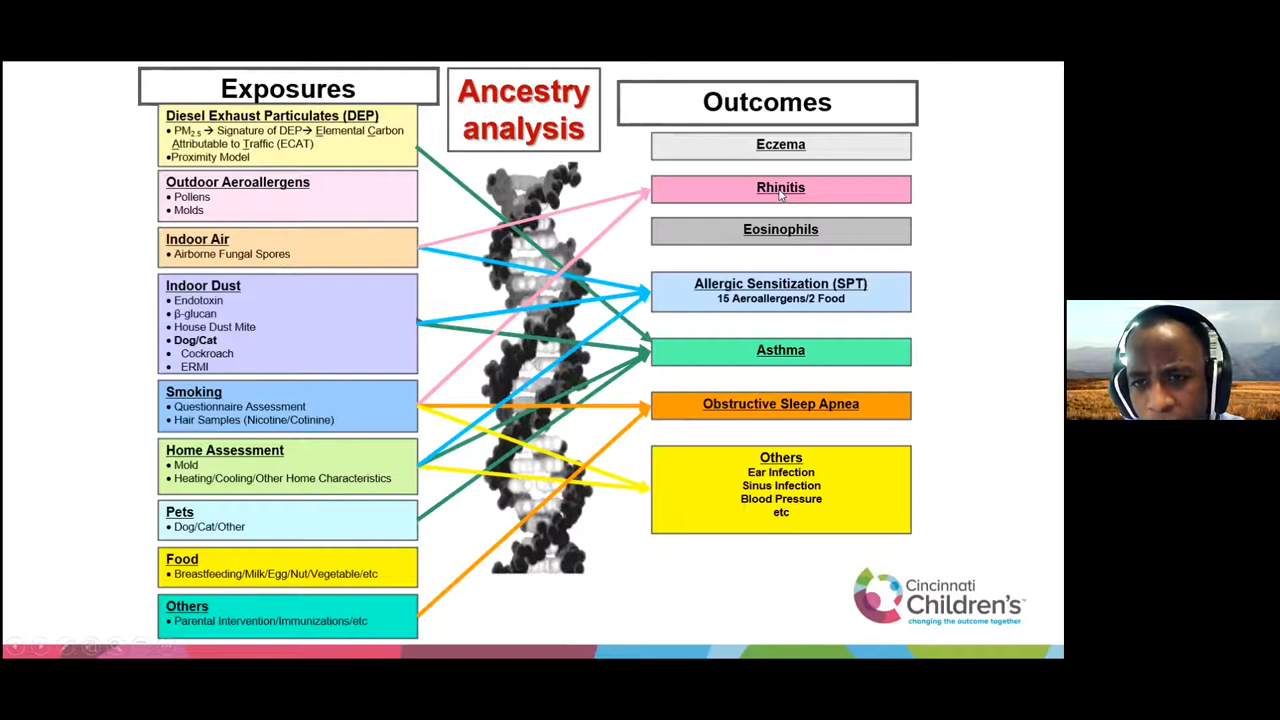 Exposures
Diesel Exhaust Particulates (DEP)
• PM2.5 → Signature of DEP→ Elemental Carbon
Attributable to Traffic (ECAT)
•Proximity Model
Outdoor Aeroallergens
• Pollens
• Molds
Indoor Air
• Airborne Fungal Spores
Indoor Dust
• Endotoxin
• β-glucan
• House Dust Mite
• Dog/Cat
• Cockroach
• ERMI
Smoking
• Questionnaire Assessment
• Hair Samples (Nicotine/Cotinine)
Home Assessment
• Mold
• Heating/Cooling/Other Home Characteristics
Pets
• Dog/Cat/Other
Food
• Breastfeeding/Milk/Egg/Nut/Vegetable/etc
Others
• Parental Intervention/Immunizations/etc
Ancestry
analysis
Outcomes
Eczema
Rhinitis
Eosinophils
Allergic Sensitization (SPT)
15 Aeroallergens/2 Food
Asthma
Obstructive Sleep Apnea
Others
Ear Infection
Sinus Infection
Blood Pressure
etc
Cincinnati
Children's™
changing the outcome together